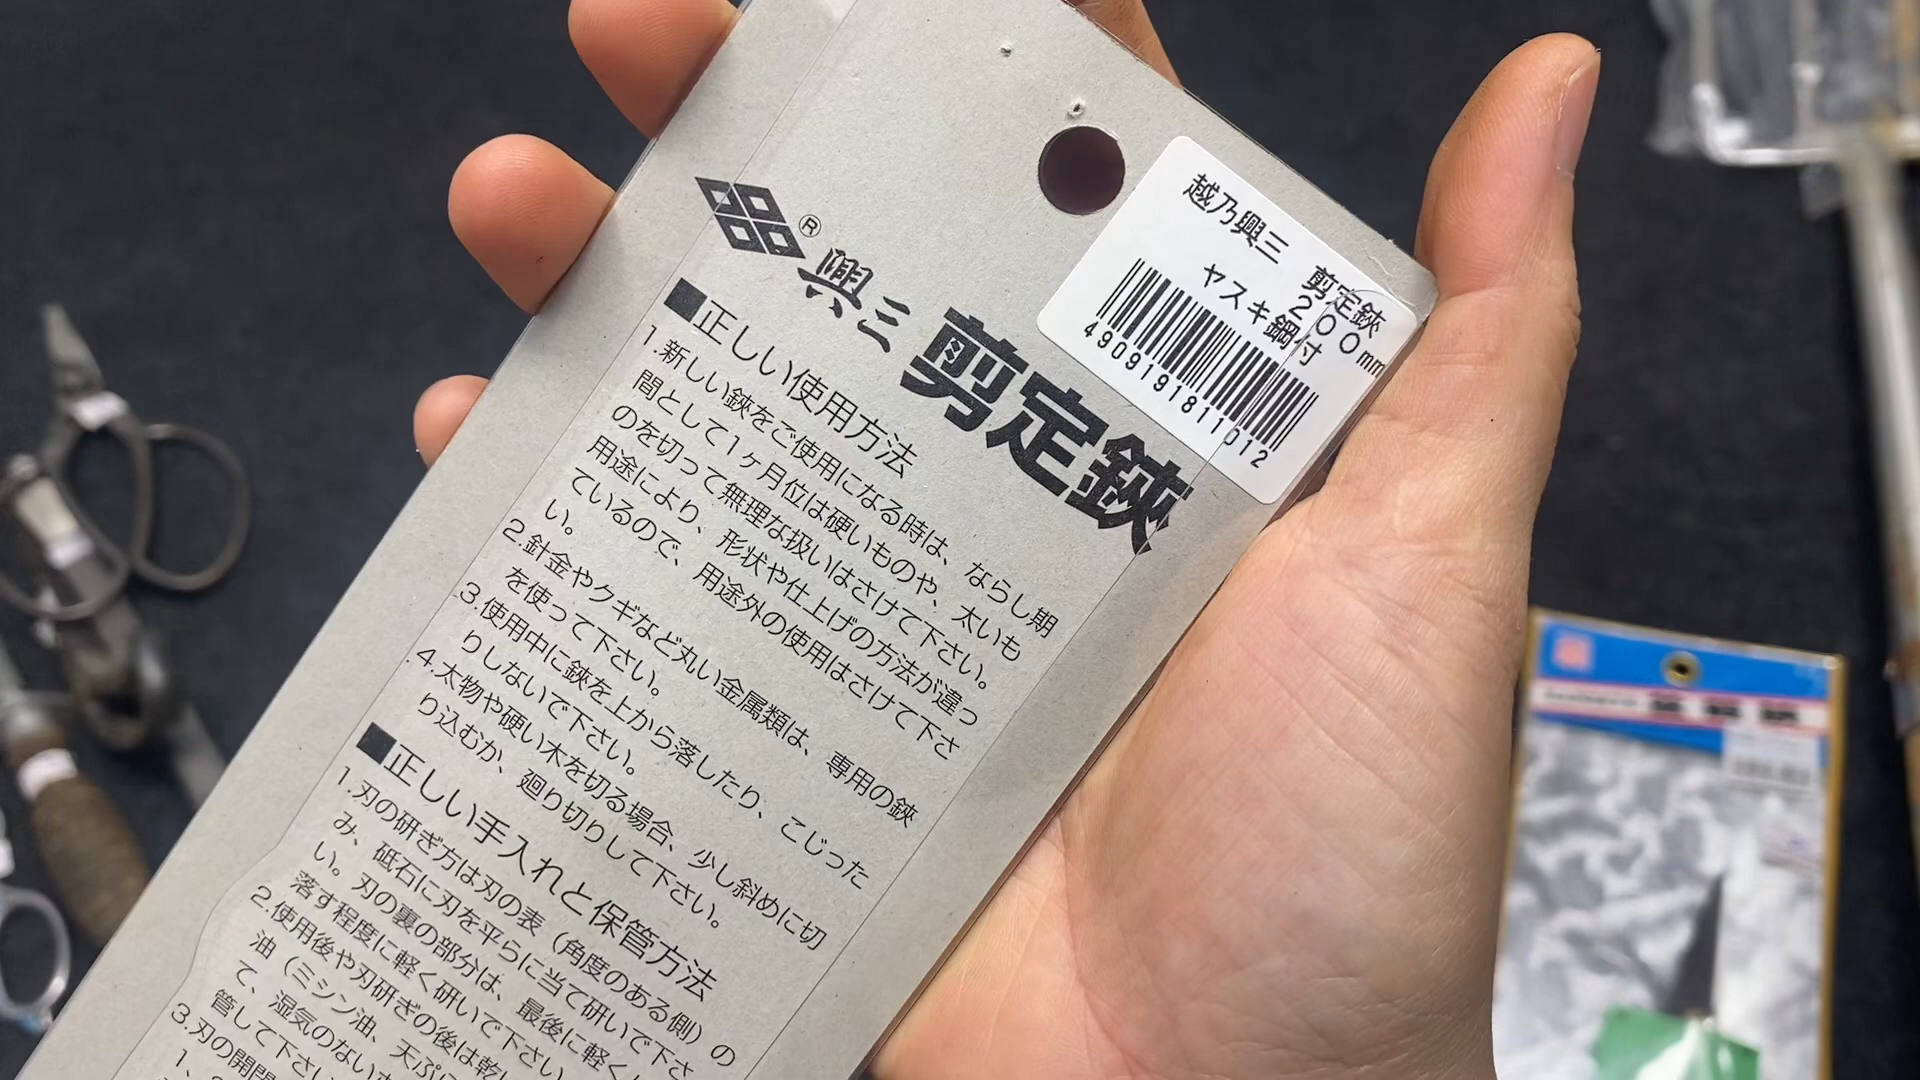 越乃興三 剪定鋏
200mm
ヤスキ鋼付
4909191811012
® 興三 剪定鋏
■正しい使用方法
1.新しい鋏をご使用になる時は、ならし期
間として1ヶ月位は硬いものや、太いも
のを切って無理な扱いはさけて下さい。
用途により、形状や仕上げの方法が違っ
ているので、用途外の使用はさけて下さ
い。
2.針金やクギなど丸い金属類は、専用の鋏
を使って下さい。
3.使用中に鋏を上から落したり、こじった
りしないで下さい。
4.太物や硬い木を切る場合、少し斜めに切
り込むか、廻り切りして下さい。
■正しい手入れと保管方法
1.刃の研ぎ方は刃の表（角度のある側）の
み、砥石に刃を平らに当て研いで下さ
い。刃の裏の部分は、最後に軽く
落す程度に軽く研いで下さい
2.使用後や刃研ぎの後は乾
油（ミシン油、天ぷ
て、湿気のない
管して下さい
3.刃の開閉